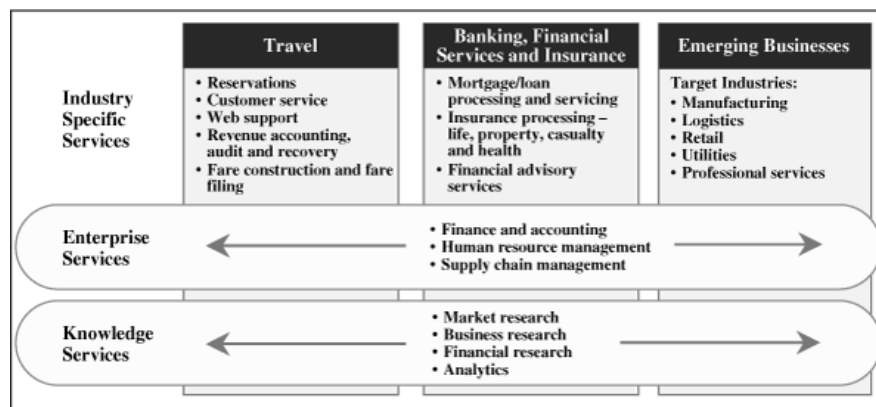 Travel
Banking, Financial
Services and Insurance
Emerging Businesses
Industry
Specific
Services
• Reservations
• Customer service
• Web support
• Revenue accounting,
audit and recovery
• Fare construction and fare
filing
• Mortgage/loan
processing and servicing
• Insurance processing –
life, property, casualty
and health
• Financial advisory
services
Target Industries:
• Manufacturing
• Logistics
• Retail
• Utilities
• Professional services
Enterprise
Services
• Finance and accounting
• Human resource management
• Supply chain management
Knowledge
Services
• Market research
• Business research
• Financial research
• Analytics